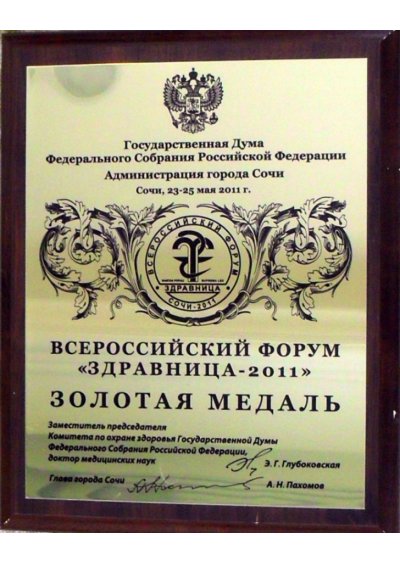 Государственная Дума
Федерального Собрания Российской Федерации
Администрация города Сочи
Сочи, 23-25 мая 2011 г.
ВСЕРОССИЙСКИЙ ФОРУМ
ЗДРАВНИЦА
СОЧИ-2011
ВСЕРОССИЙСКИЙ ФОРУМ
«ЗДРАВНИЦА-2011»
ЗОЛОТАЯ МЕДАЛЬ
Заместитель председателя
Комитета по охране здоровья Государственной Думы
Федерального Собрания Российской Федерации,
доктор медицинских наук
Э. Г. Глубоковская
Глава города Сочи
А. Н. Пахомов